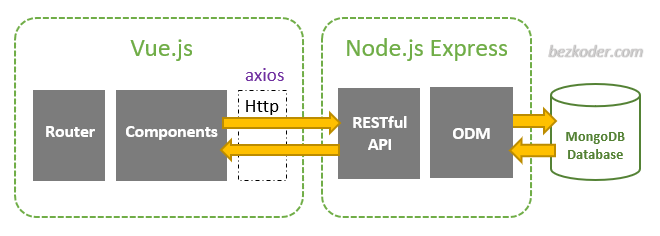 Vue.js
Node.js Express
bezkoder.com
axios
Http
Router
Components
RESTful
API
ODM
MongoDB
Database